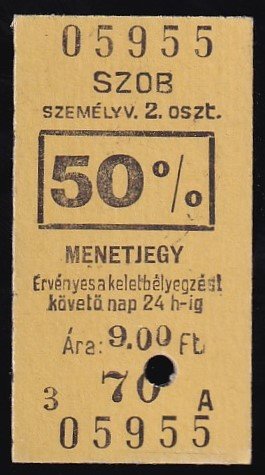 05955
SZOB
SZEMÉLYV. 2. oszt.
50%
MENETJEGY
Érvényes a keletbélyegzést
követő nap 24 h-ig
Ára: 9.00 Ft.
70
3 A
05955